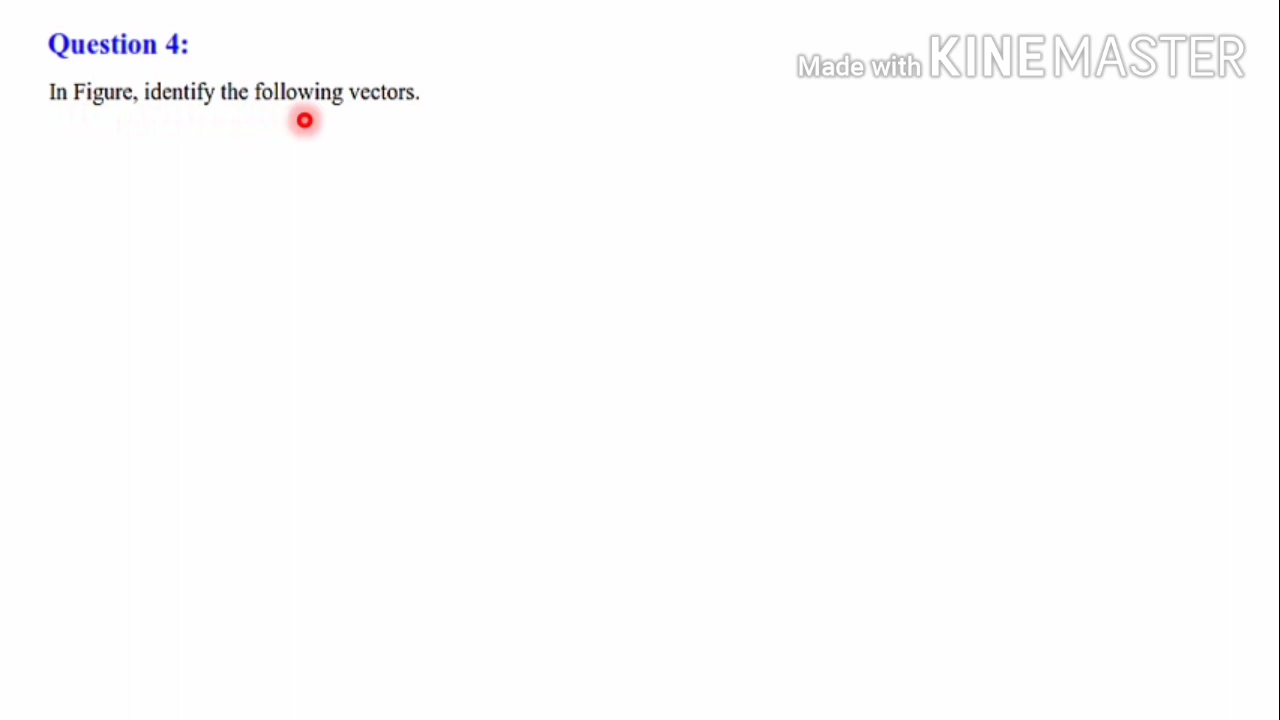 Question 4:
Made with KINEMASTER
In Figure, identify the following vectors.